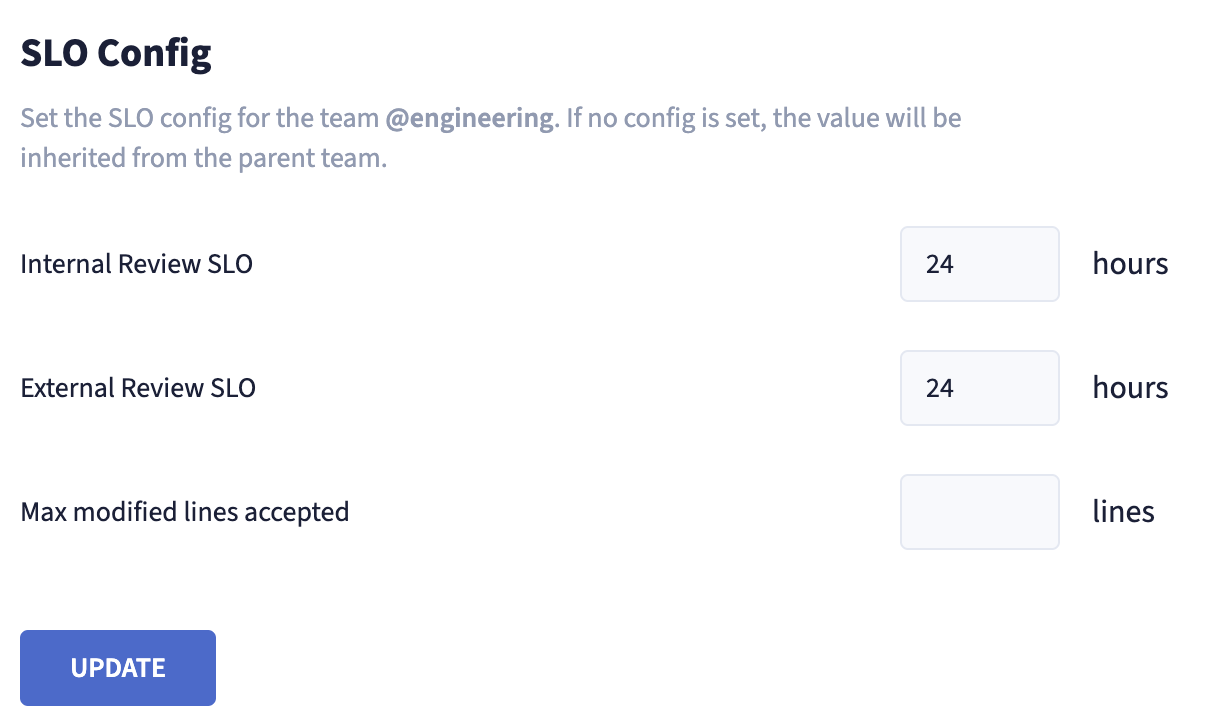 SLO Config
Set the SLO config for the team @engineering. If no config is set, the value will be
inherited from the parent team.
Internal Review SLO 24 hours
External Review SLO 24 hours
Max modified lines accepted lines
UPDATE